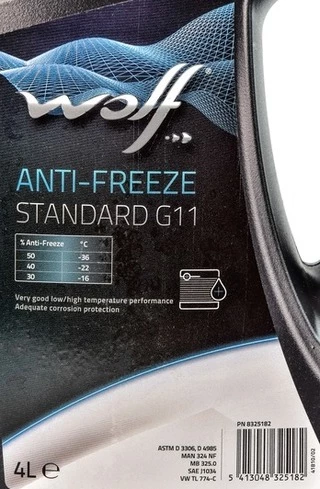 wolf
ANTI-FREEZE
STANDARD G11
% Anti-Freeze °C
50 -36
40 -22
30 -16
Very good low/high temperature performance
Adequate corrosion protection
PN 8325182
ASTM D 3306, D 4985
MAN 324 NF
MB 325.0
SAE J1034
VW TL 774-C
4L e
5 413048 325182
41810/02